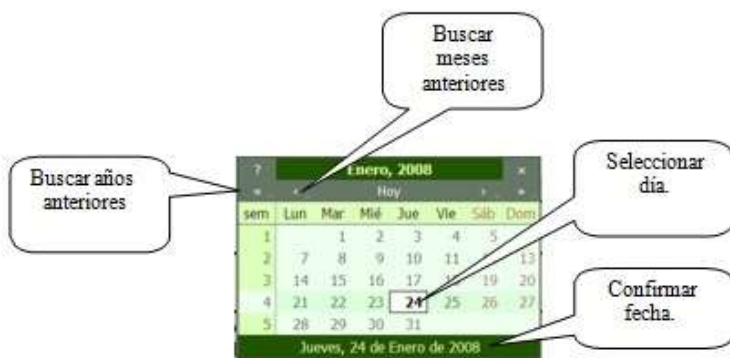 Buscar
meses
anteriores
Buscar años
anteriores
Seleccionar
día.
Confirmar
fecha.
? Enero, 2008 ×
« ‹ Hoy › »
sem Lun Mar Mié Jue Vie Sáb Dom
1 1 2 3 4 5
2 7 8 9 10 11 13
3 14 15 16 17 19 20
4 21 22 23 24 25 26 27
5 28 29 30 31
Jueves, 24 de Enero de 2008